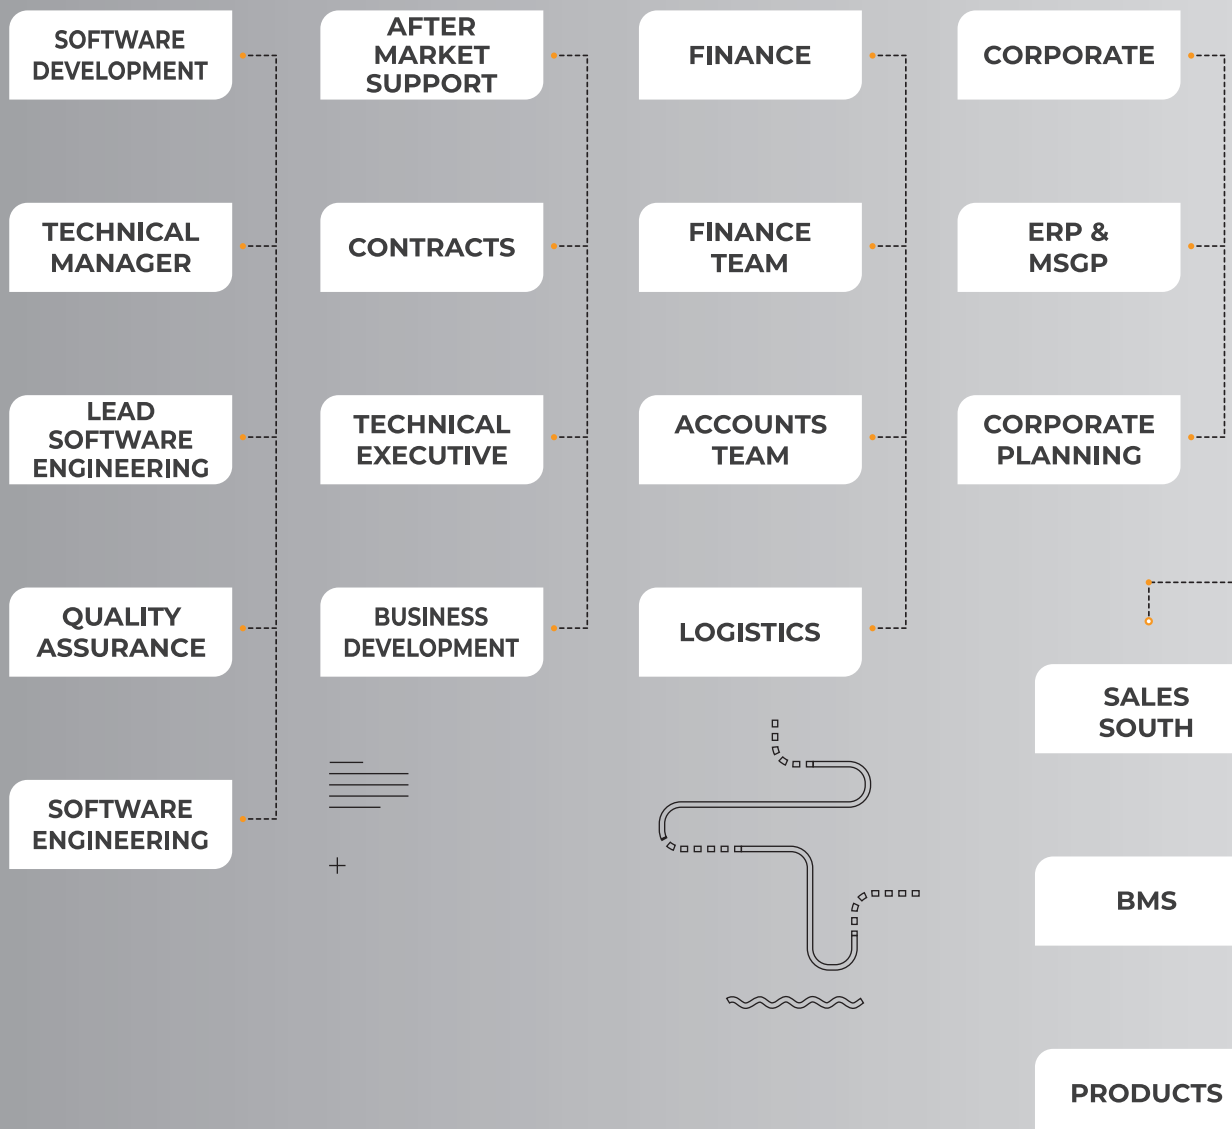 SOFTWARE
DEVELOPMENT
TECHNICAL
MANAGER
LEAD
SOFTWARE
ENGINEERING
QUALITY
ASSURANCE
SOFTWARE
ENGINEERING
AFTER
MARKET
SUPPORT
CONTRACTS
TECHNICAL
EXECUTIVE
BUSINESS
DEVELOPMENT
FINANCE
FINANCE
TEAM
ACCOUNTS
TEAM
LOGISTICS
CORPORATE
ERP &
MSGP
CORPORATE
PLANNING
SALES
SOUTH
BMS
PRODUCTS